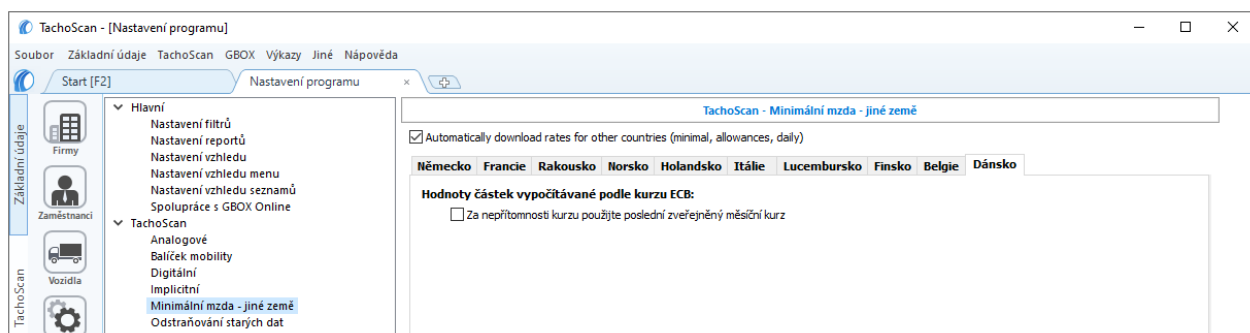 TachoScan - [Nastavení programu]
Soubor Základní údaje TachoScan GBOX Výkazy Jiné Nápověda
Start [F2] Nastavení programu
Základní údaje
TachoScan
Firmy
Zaměstnanci
Vozidla
Hlavní
Nastavení filtrů
Nastavení reportů
Nastavení vzhledu
Nastavení vzhledu menu
Nastavení vzhledu seznamů
Spolupráce s GBOX Online
TachoScan
Analogové
Balíček mobility
Digitální
Implicitní
Minimální mzda - jiné země
Odstraňování starých dat
TachoScan - Minimální mzda - jiné země
Automatically download rates for other countries (minimal, allowances, daily)
Německo Francie Rakousko Norsko Holandsko Itálie Lucembursko Finsko Belgie Dánsko
Hodnoty částek vypočítávané podle kurzu ECB:
Za nepřítomnosti kurzu použijte poslední zveřejněný měsíční kurz